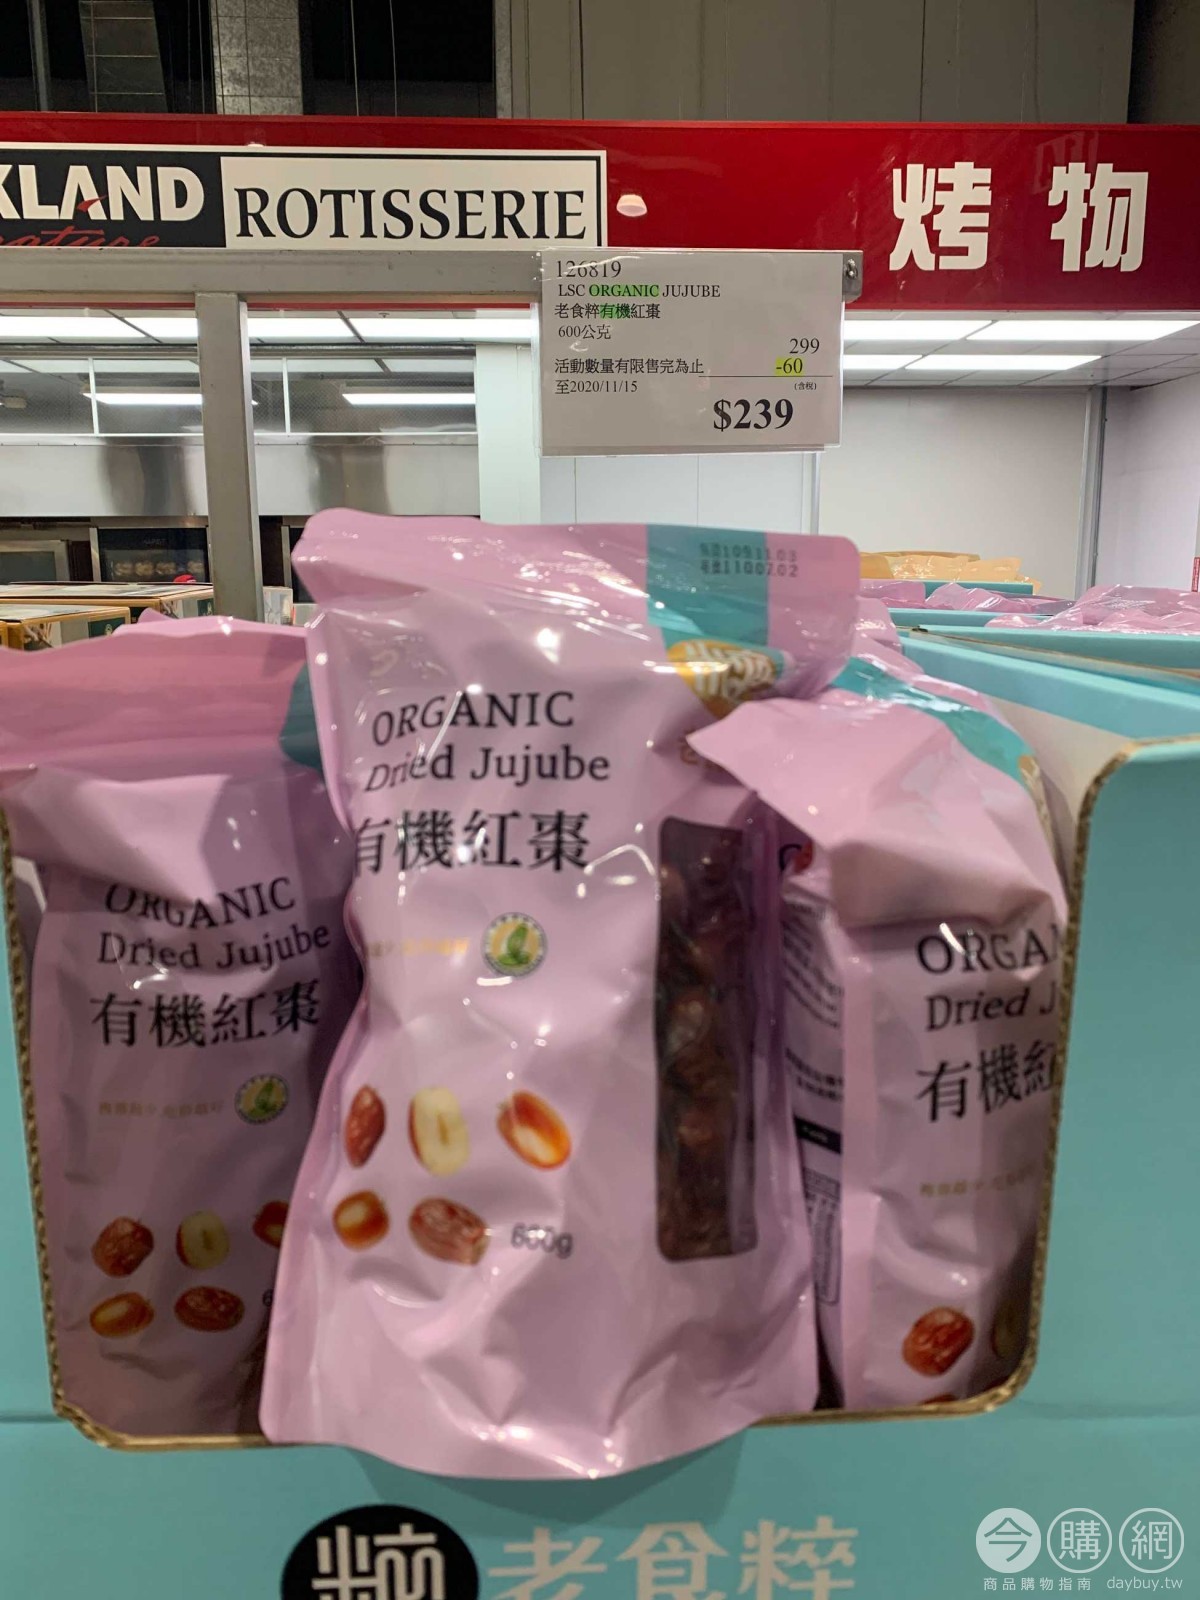 KLAND
ROTISSERIE
烤物
126819
LSC ORGANIC JUJUBE
老食粹有機紅棗
600公克
299
活動數量有限售完為止
-60
至2020/11/15
(含稅)
$239
ORGANIC
Dried Jujube
有機紅棗
600g
ORGANIC
Dried Jujube
有機紅棗
ORGA
Dried J
有機紅
粹
老食粹
今購網
商品購物指南 daybuy.tw